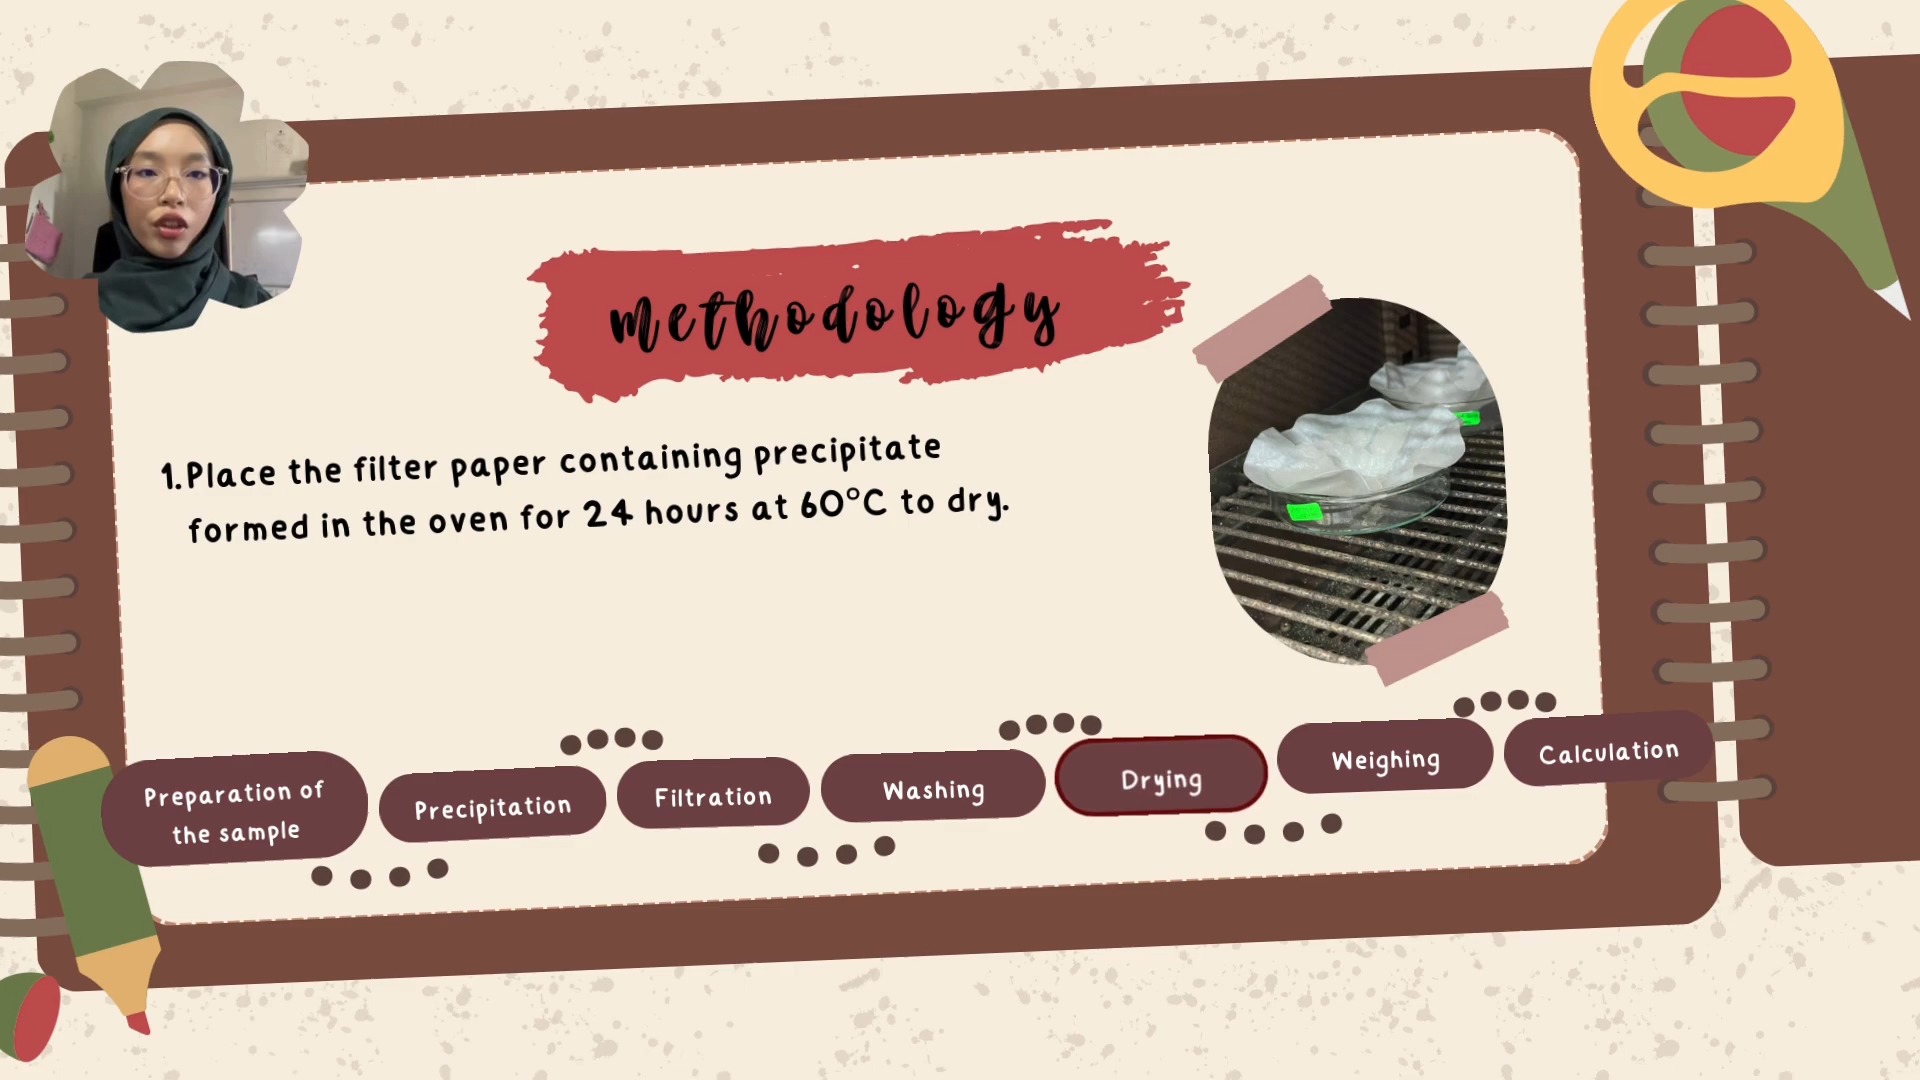 methodology
1. Place the filter paper containing precipitate
formed in the oven for 24 hours at 60°C to dry.
Preparation of
the sample
Precipitation
Filtration
Washing
Drying
Weighing
Calculation